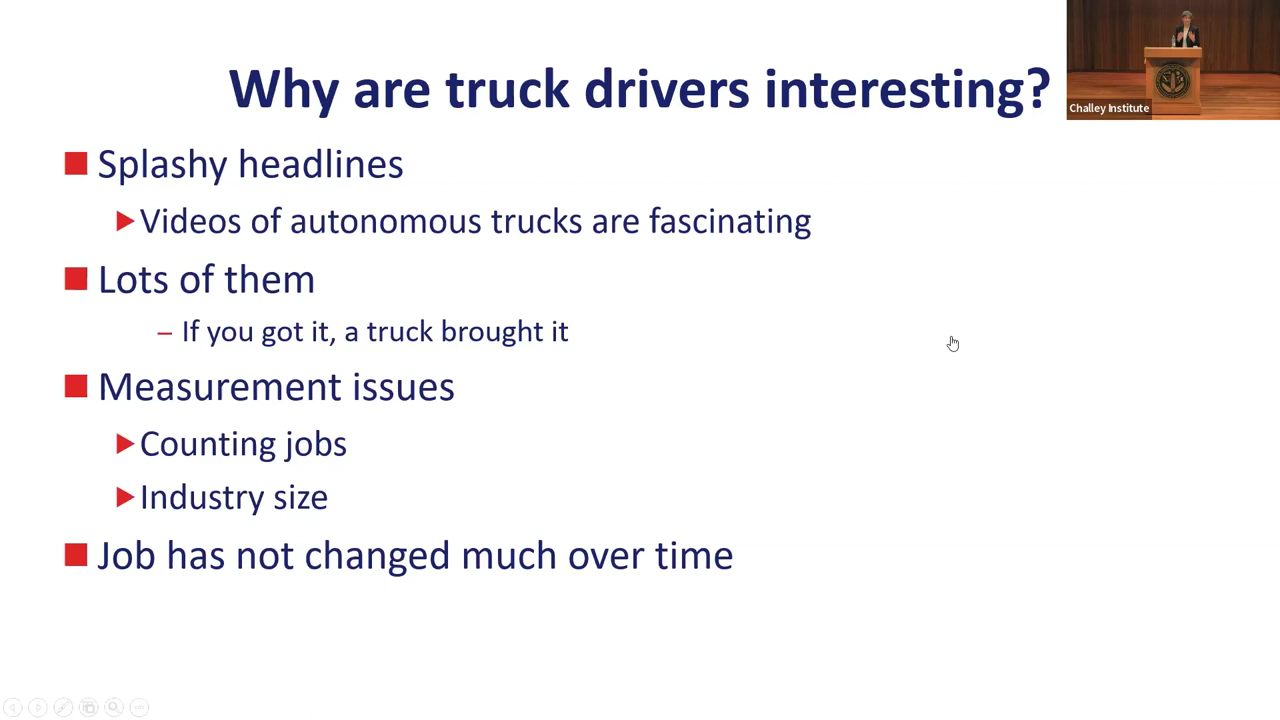 Why are truck drivers interesting?
Challey Institute
Splashy headlines
Videos of autonomous trucks are fascinating
Lots of them
– If you got it, a truck brought it
Measurement issues
Counting jobs
Industry size
Job has not changed much over time